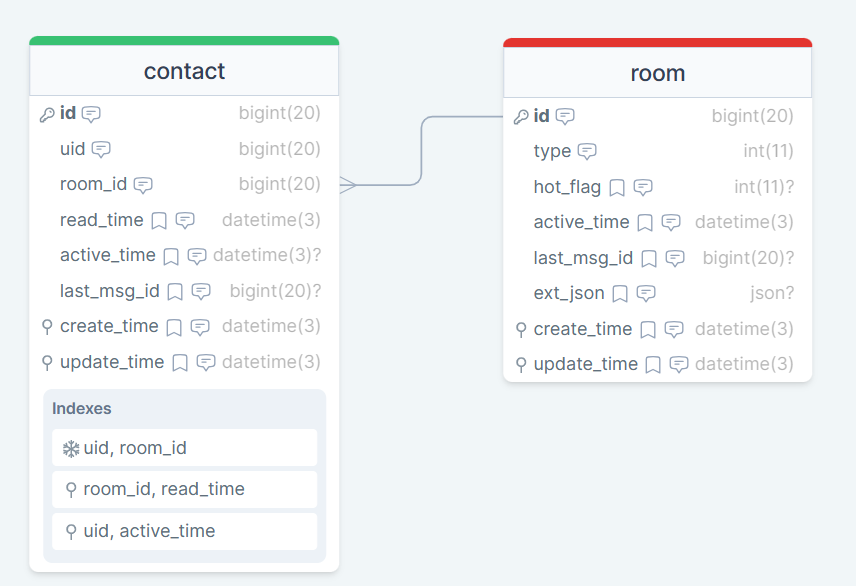 contact
id bigint(20)
uid bigint(20)
room_id bigint(20)
read_time datetime(3)
active_time datetime(3)?
last_msg_id bigint(20)?
create_time datetime(3)
update_time datetime(3)
Indexes
uid, room_id
room_id, read_time
uid, active_time
room
id bigint(20)
type int(11)
hot_flag int(11)?
active_time datetime(3)
last_msg_id bigint(20)?
ext_json json?
create_time datetime(3)
update_time datetime(3)